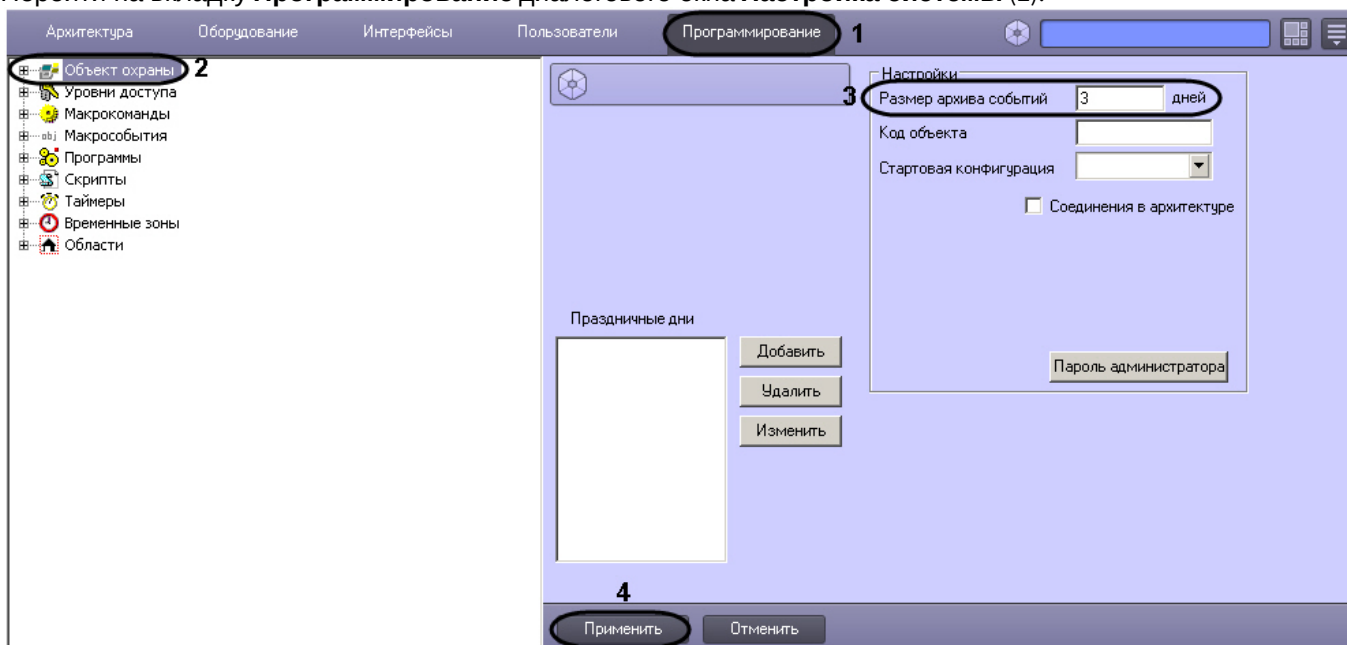 Перейти на вкладку Программирование диалогового окна Настройка системы (1).
Архитектура Оборудование Интерфейсы Пользователи Программирование 1
Объект охраны 2
Уровни доступа
Макрокоманды
Макрособытия
Программы
Скрипты
Таймеры
Временные зоны
Области
Настройки
3 Размер архива событий 3 дней
Код объекта
Стартовая конфигурация
Соединения в архитектуре
Праздничные дни
Добавить
Удалить
Изменить
Пароль администратора
4
Применить Отменить